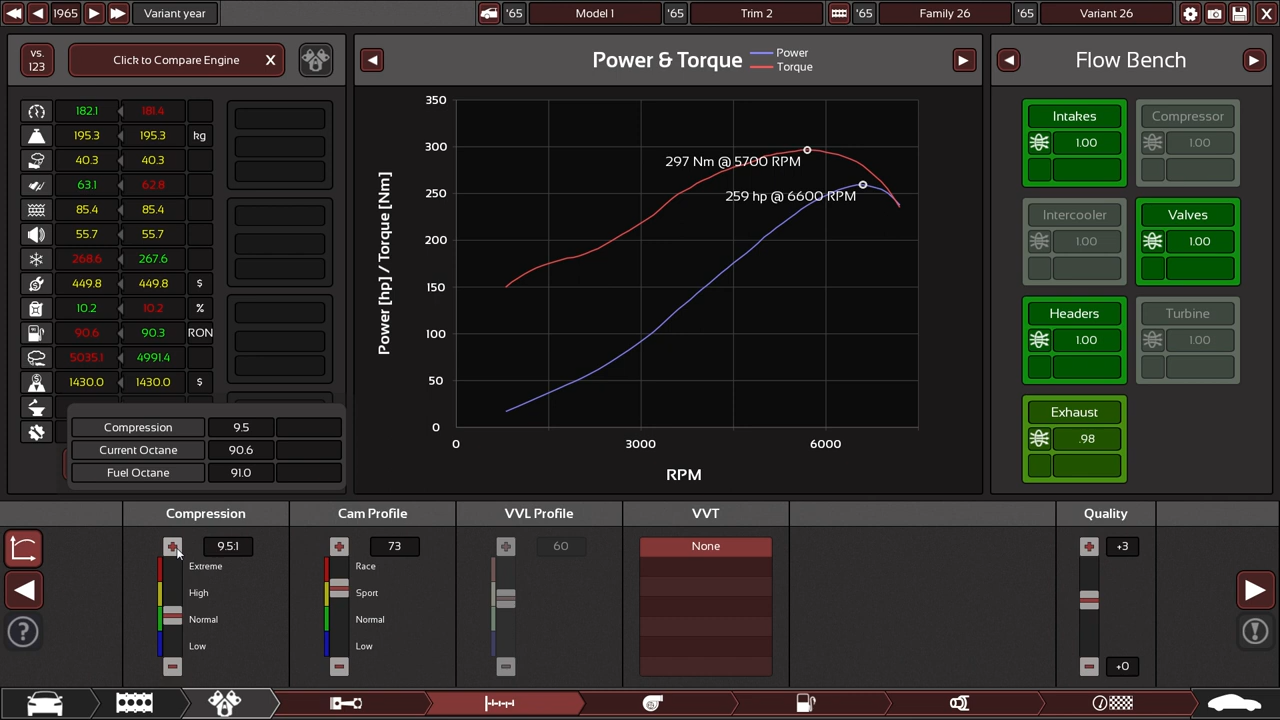 1965 Variant year '65 Model 1 '65 Trim 2 '65 Family 26 '65 Variant 26
vs. 123
Click to Compare Engine X
182.1 181.4
195.3 195.3 kg
40.3 40.3
63.1 62.8
85.4 85.4
55.7 55.7
268.6 267.6
449.8 449.8 $
10.2 10.2 %
90.6 90.3 RON
5035.1 4991.4
1430.0 1430.0 $
Compression 9.5
Current Octane 90.6
Fuel Octane 91.0
Power & Torque
Power
Torque
Power [hp] / Torque [Nm]
350
300
250
200
150
100
50
0
297 Nm @ 5700 RPM
259 hp @ 6600 RPM
0 3000 6000
RPM
Flow Bench
Intakes
1.00
Compressor
1.00
Intercooler
1.00
Valves
1.00
Headers
1.00
Turbine
1.00
Exhaust
.98
Compression
9.5:1
Extreme
High
Normal
Low
Cam Profile
73
Race
Sport
Normal
Low
VVL Profile
60
VVT
None
Quality
+3
+0